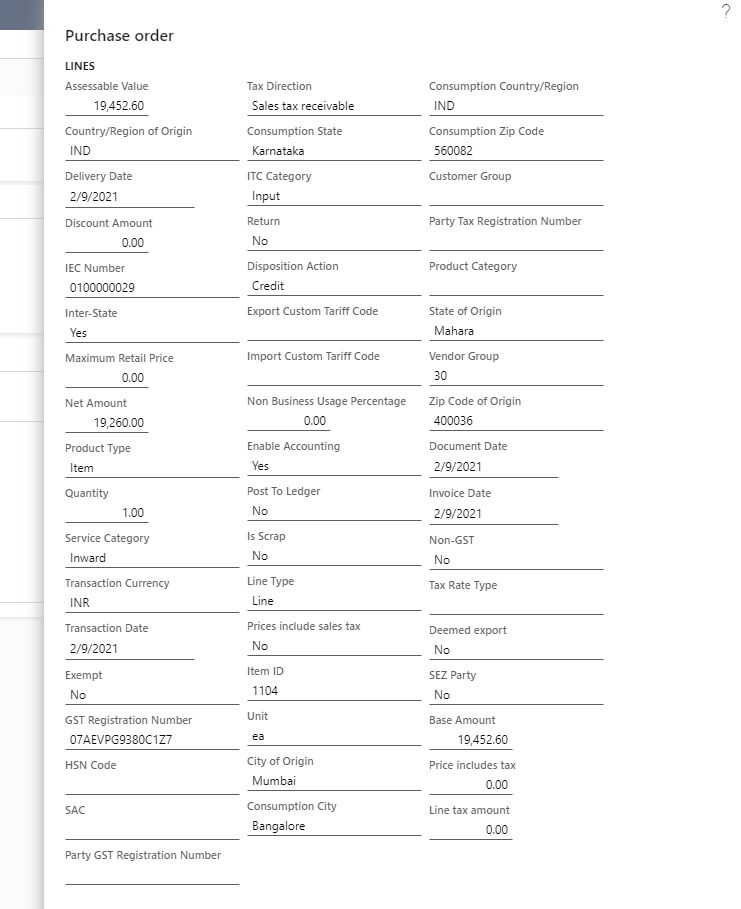 ?
Purchase order
LINES
Assessable Value
19,452.60
Country/Region of Origin
IND
Delivery Date
2/9/2021
Discount Amount
0.00
IEC Number
0100000029
Inter-State
Yes
Maximum Retail Price
0.00
Net Amount
19,260.00
Product Type
Item
Quantity
1.00
Service Category
Inward
Transaction Currency
INR
Transaction Date
2/9/2021
Exempt
No
GST Registration Number
07AEVPG9380C1Z7
HSN Code
SAC
Party GST Registration Number
Tax Direction
Sales tax receivable
Consumption State
Karnataka
ITC Category
Input
Return
No
Disposition Action
Credit
Export Custom Tariff Code
Import Custom Tariff Code
Non Business Usage Percentage
0.00
Enable Accounting
Yes
Post To Ledger
No
Is Scrap
No
Line Type
Line
Prices include sales tax
No
Item ID
1104
Unit
ea
City of Origin
Mumbai
Consumption City
Bangalore
Consumption Country/Region
IND
Consumption Zip Code
560082
Customer Group
Party Tax Registration Number
Product Category
State of Origin
Mahara
Vendor Group
30
Zip Code of Origin
400036
Document Date
2/9/2021
Invoice Date
2/9/2021
Non-GST
No
Tax Rate Type
Deemed export
No
SEZ Party
No
Base Amount
19,452.60
Price includes tax
0.00
Line tax amount
0.00